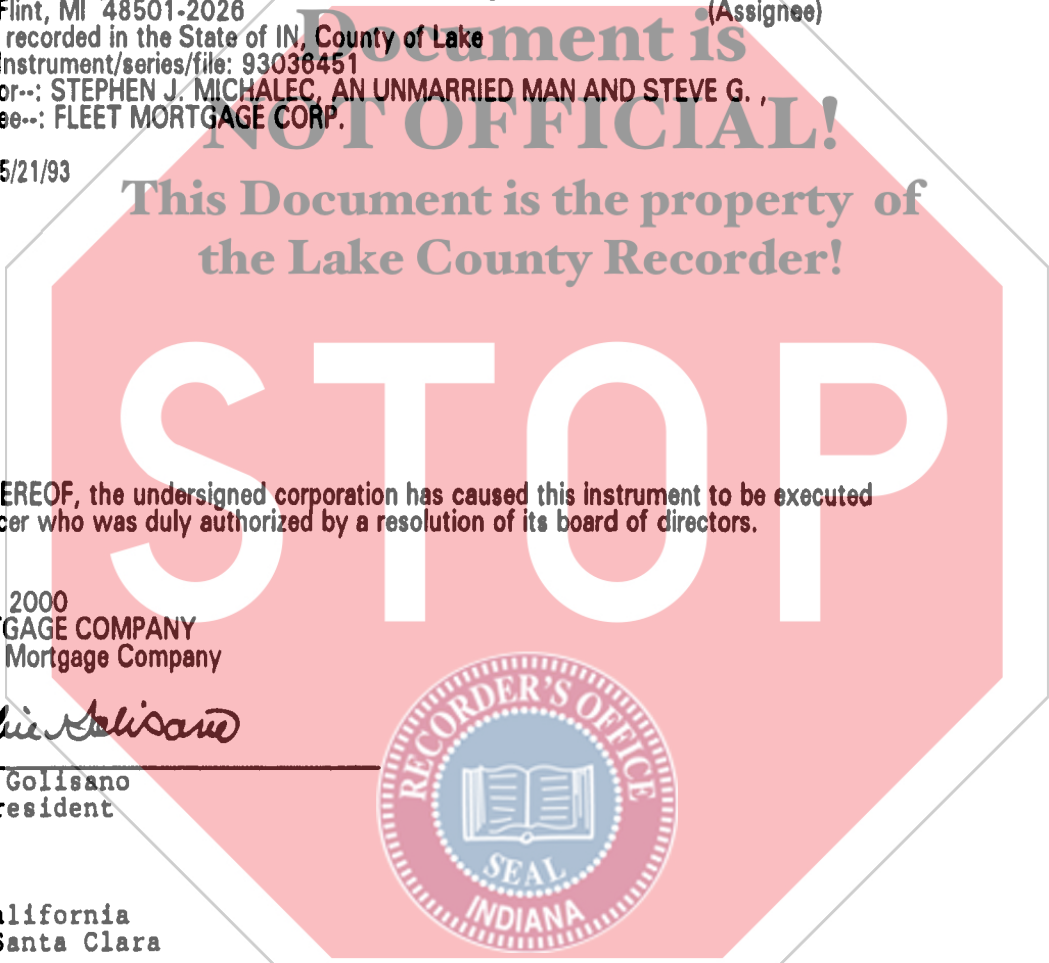 Flint, MI 48501-2026 (Assignee)
recorded in the State of IN, County of Lake
nstrument/series/file: 93036451
or--: STEPHEN J. MICHALEC, AN UNMARRIED MAN AND STEVE G. ,
ee--: FLEET MORTGAGE CORP.
5/21/93
Document is
NOT OFFICIAL!
This Document is the property of
the Lake County Recorder!
STOP
EREOF, the undersigned corporation has caused this instrument to be executed
cer who was duly authorized by a resolution of its board of directors.
2000
GAGE COMPANY
Mortgage Company
Golisano
resident
RECORDER'S OFFICE
SEAL
INDIANA
alifornia
Santa Clara